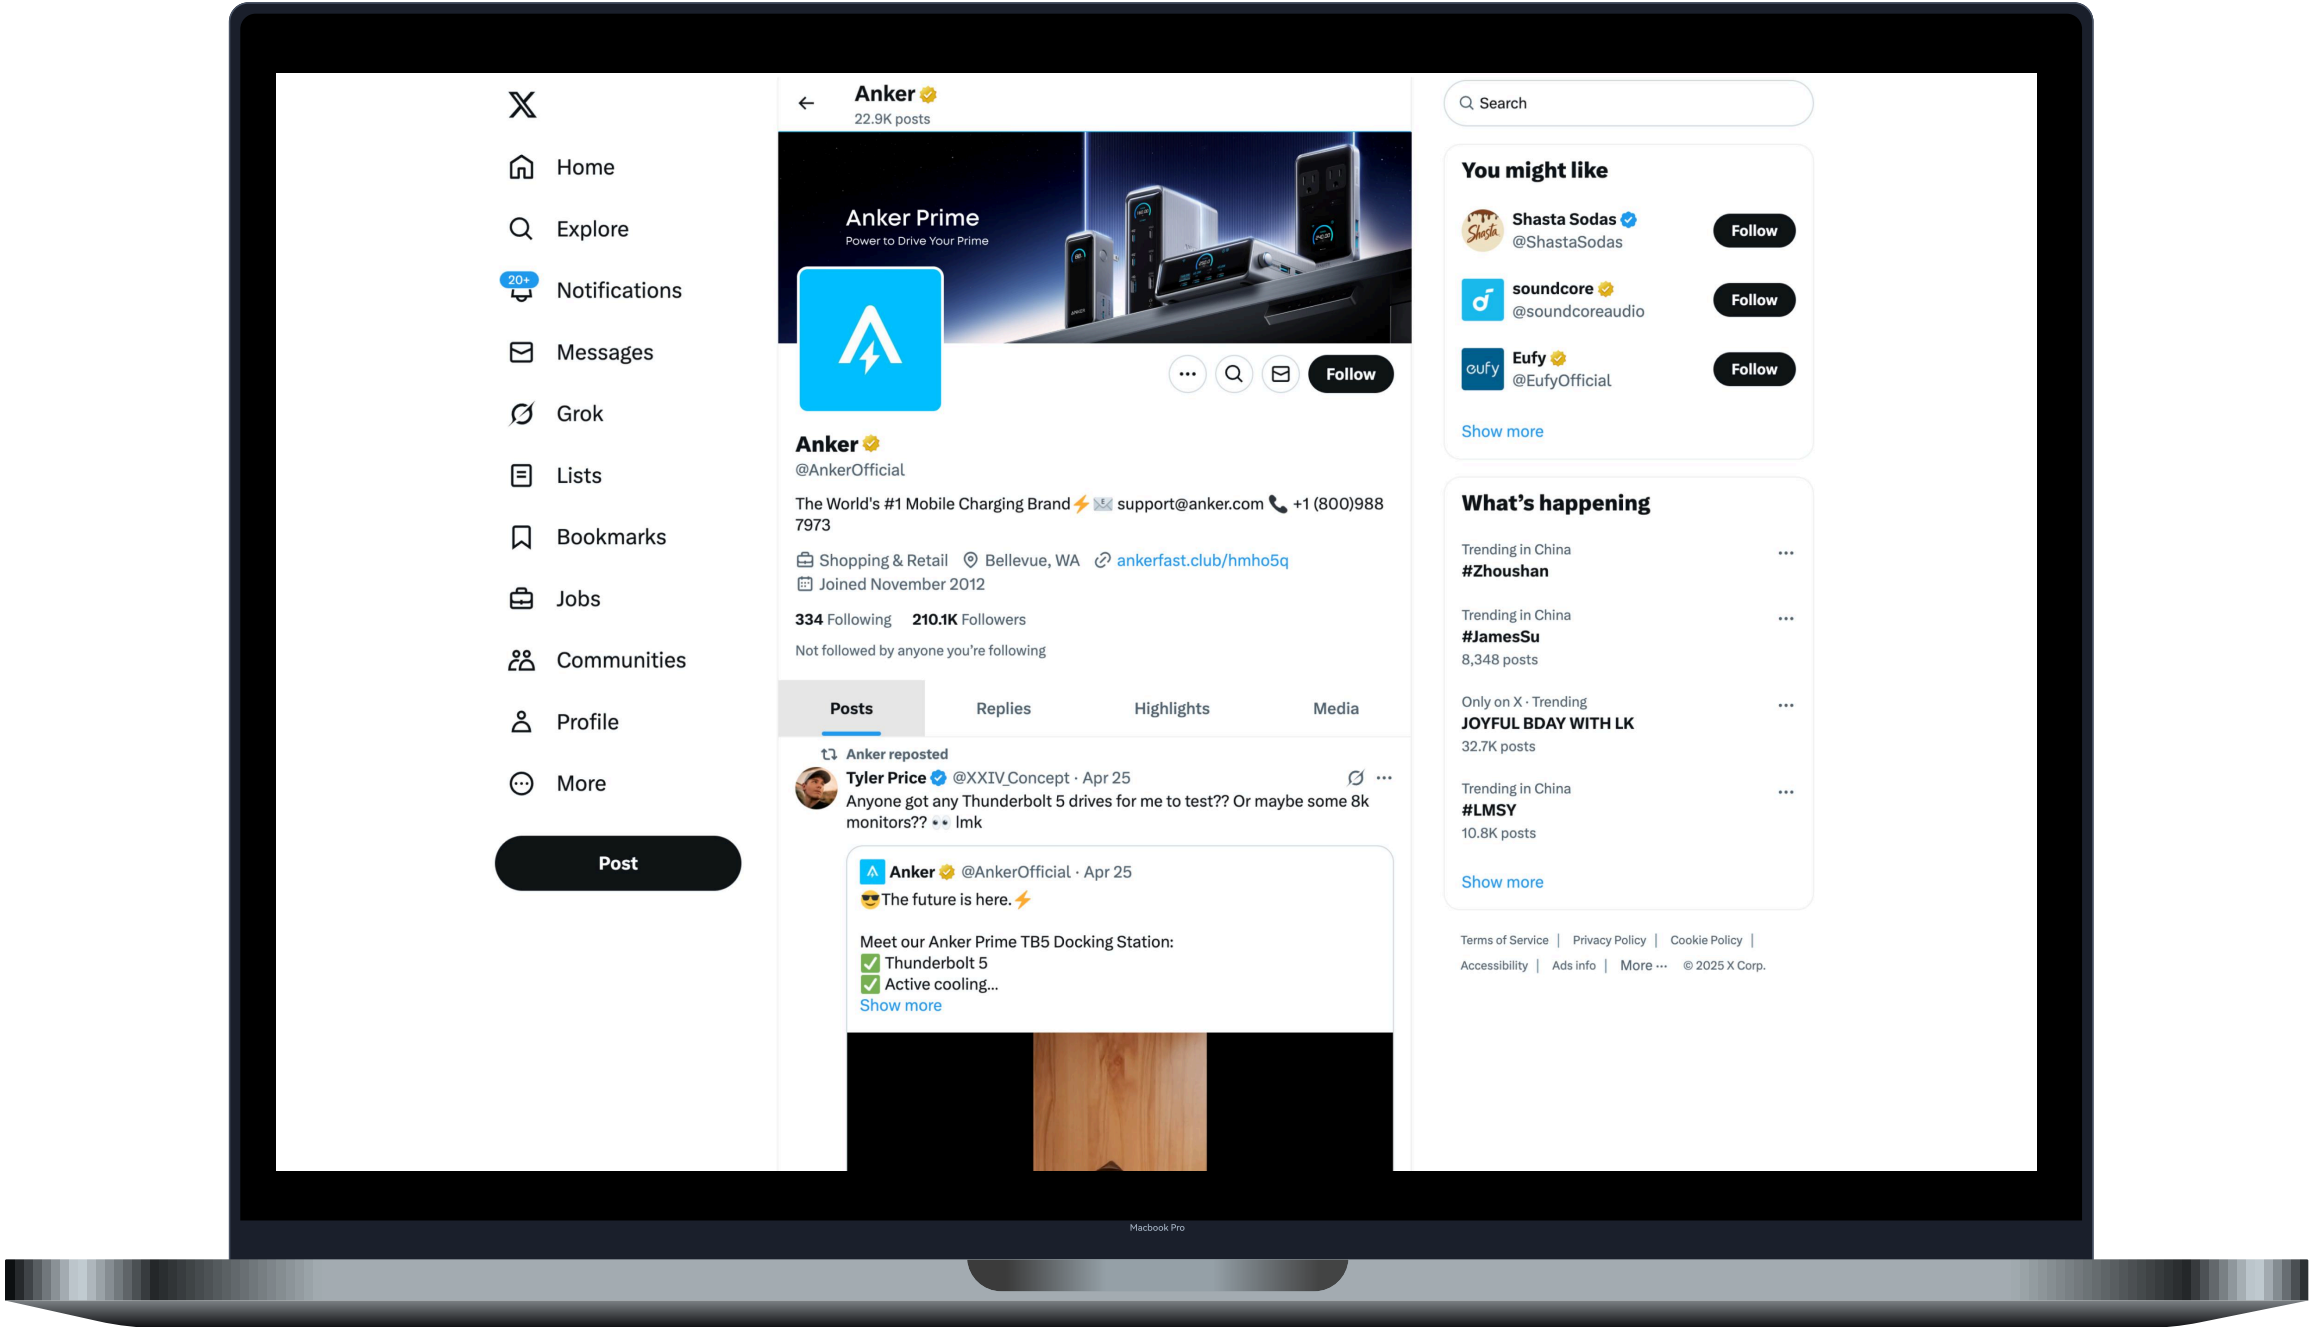 Home
Explore
20+
Notifications
Messages
Grok
Lists
Bookmarks
Jobs
Communities
Profile
More
Post
Anker
22.9K posts
Anker Prime
Power to Drive Your Prime
Follow
Anker
@AnkerOfficial
The World's #1 Mobile Charging Brand⚡📧 support@anker.com 📞 +1 (800)988
7973
Shopping & Retail Bellevue, WA ankerfast.club/hmho5q
Joined November 2012
334 Following 210.1K Followers
Not followed by anyone you're following
Posts Replies Highlights Media
Anker reposted
Tyler Price @XXIV_Concept · Apr 25
Anyone got any Thunderbolt 5 drives for me to test?? Or maybe some 8k
monitors?? 👀 lmk
Anker @AnkerOfficial · Apr 25
😎The future is here.⚡
Meet our Anker Prime TB5 Docking Station:
✅ Thunderbolt 5
✅ Active cooling...
Show more
Search
You might like
Shasta
Shasta Sodas
@ShastaSodas
Follow
soundcore
@soundcoreaudio
Follow
eufy
Eufy
@EufyOfficial
Follow
Show more
What's happening
Trending in China
#Zhoushan
Trending in China
#JamesSu
8,348 posts
Only on X · Trending
JOYFUL BDAY WITH LK
32.7K posts
Trending in China
#LMSY
10.8K posts
Show more
Terms of Service | Privacy Policy | Cookie Policy |
Accessibility | Ads info | More ··· © 2025 X Corp.
Macbook Pro